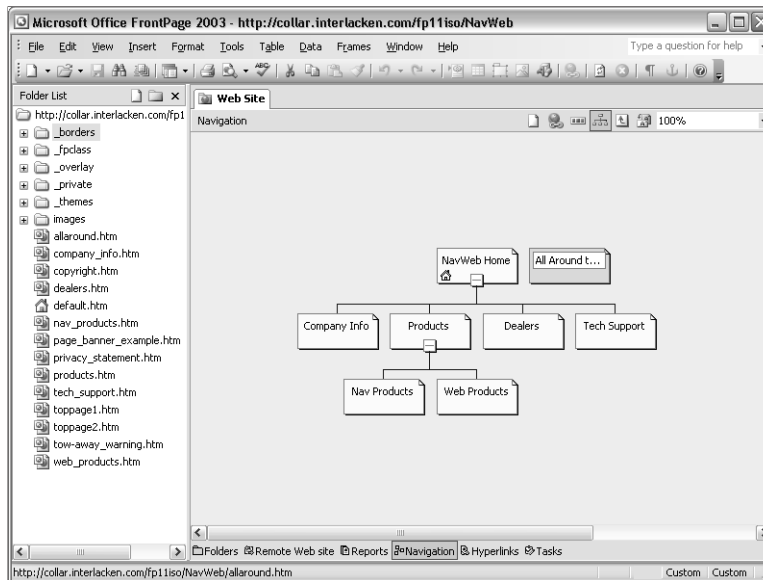 Microsoft Office FrontPage 2003 - http://collar.interlacken.com/fp11iso/NavWeb
File Edit View Insert Format Tools Table Data Frames Window Help Type a question for help
Folder List
Web Site
http://collar.interlacken.com/fp1
Navigation 100%
_borders
_fpclass
_overlay
_private
_themes
images
allaround.htm
company_info.htm
copyright.htm
dealers.htm
default.htm
nav_products.htm
page_banner_example.htm
privacy_statement.htm
products.htm
tech_support.htm
toppage1.htm
toppage2.htm
tow-away_warning.htm
web_products.htm
NavWeb Home All Around t...
Company Info Products Dealers Tech Support
Nav Products Web Products
Folders Remote Web site Reports Navigation Hyperlinks Tasks
http://collar.interlacken.com/fp11iso/NavWeb/allaround.htm Custom Custom